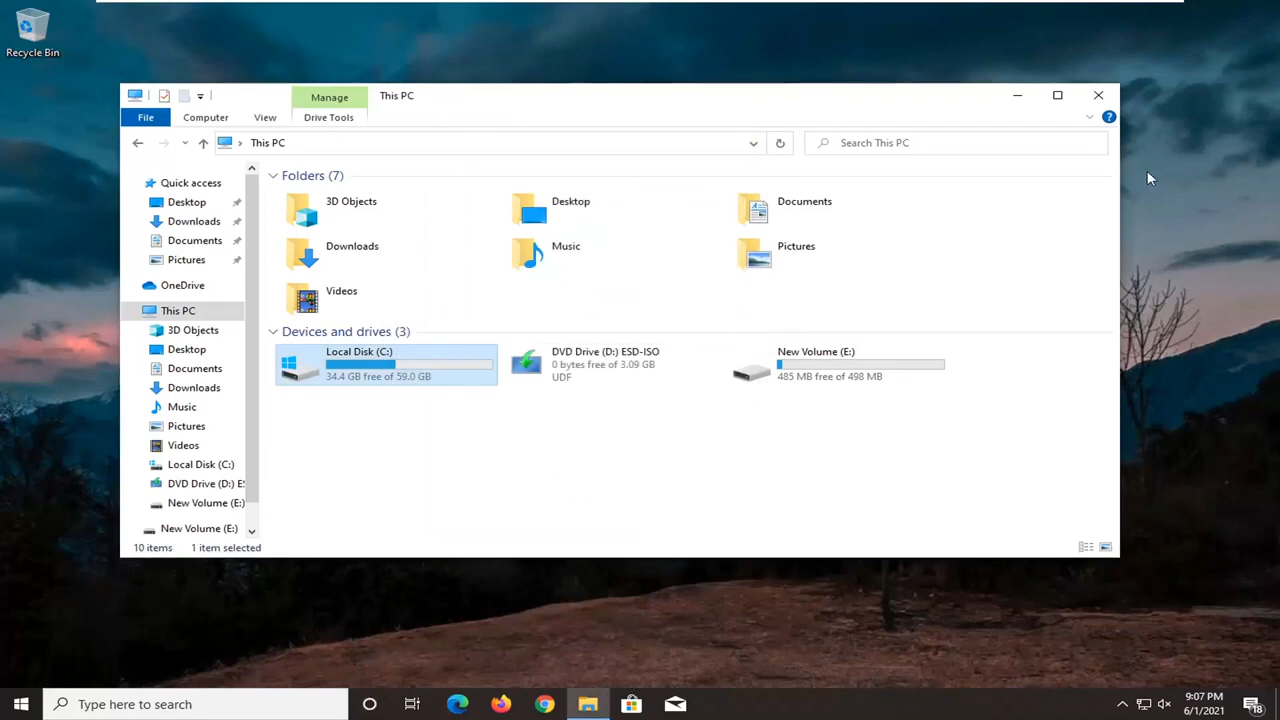 Recycle Bin
Manage
This PC
File
Computer
View
Drive Tools
This PC
Search This PC
Quick access
Desktop
Downloads
Documents
Pictures
OneDrive
This PC
3D Objects
Desktop
Documents
Downloads
Music
Pictures
Videos
Local Disk (C:)
DVD Drive (D:) ES
New Volume (E:)
New Volume (E:)
Folders (7)
3D Objects
Desktop
Documents
Downloads
Music
Pictures
Videos
Devices and drives (3)
Local Disk (C:)
34.4 GB free of 59.0 GB
DVD Drive (D:) ESD-ISO
0 bytes free of 3.09 GB
UDF
New Volume (E:)
485 MB free of 498 MB
10 items
1 item selected
Type here to search
9:07 PM
6/1/2021
18